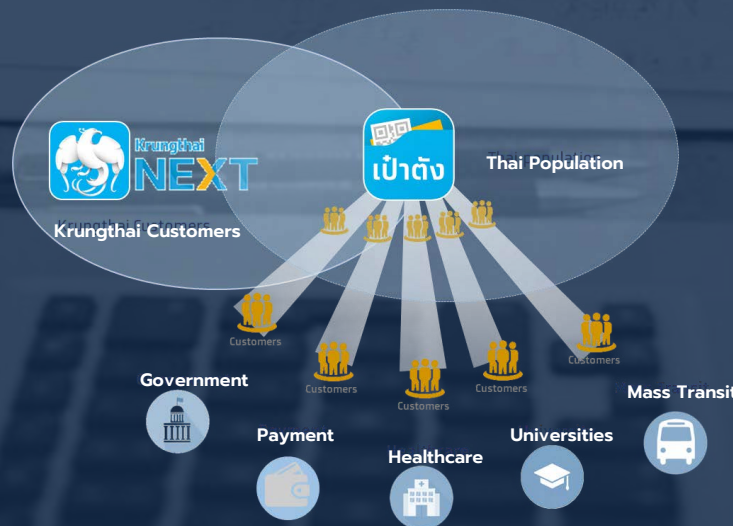 Krungthai
NEXT
เป๋าตัง
Thai Population
Krungthai Customers
Customers
Customers
Customers
Customers
Customers
Government
Payment
Healthcare
Universities
Mass Transit